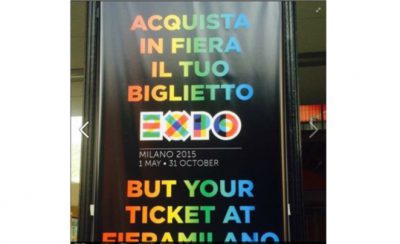 ACQUISTA
IN FIERA
IL TUO
BIGLIETTO
EXPO
MILANO 2015
1 MAY • 31 OCTOBER
BUT YOUR
TICKET AT
FIERAMILANO